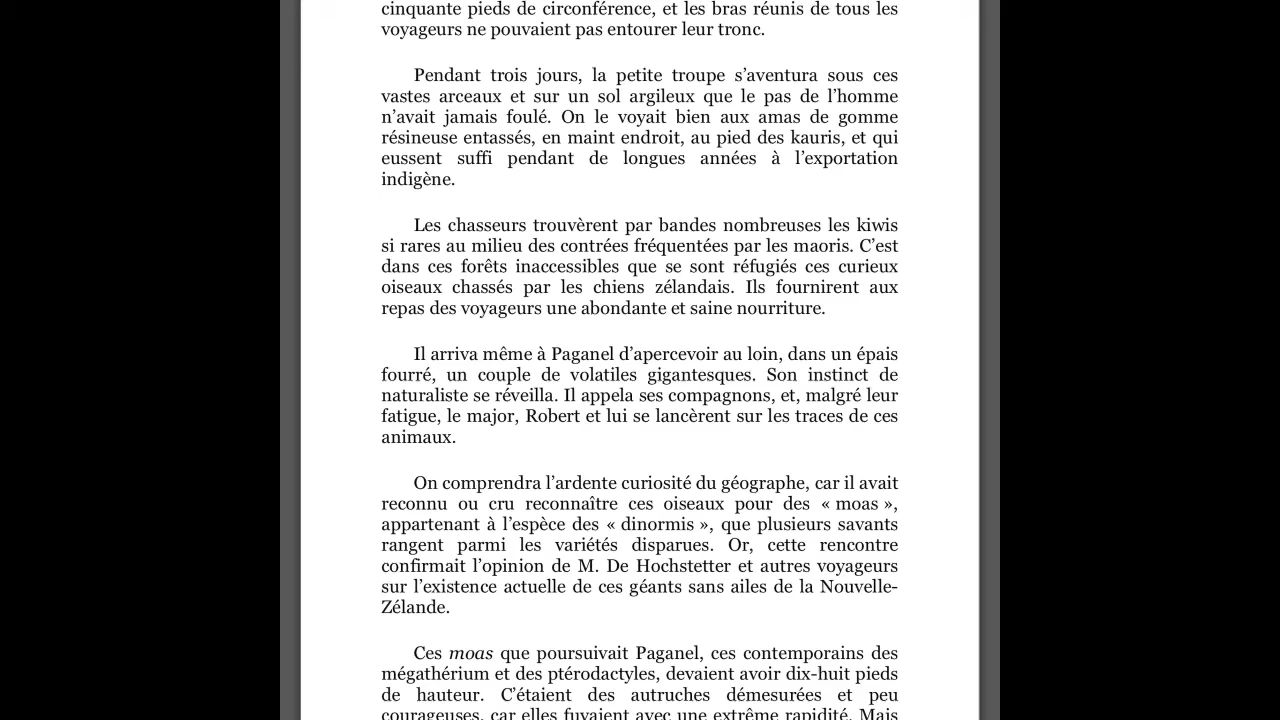 cinquante pieds de circonférence, et les bras réunis de tous les
voyageurs ne pouvaient pas entourer leur tronc.
Pendant trois jours, la petite troupe s’aventura sous ces
vastes arceaux et sur un sol argileux que le pas de l’homme
n’avait jamais foulé. On le voyait bien aux amas de gomme
résineuse entassés, en maint endroit, au pied des kauris, et qui
eussent suffi pendant de longues années à l’exportation
indigène.
Les chasseurs trouvèrent par bandes nombreuses les kiwis
si rares au milieu des contrées fréquentées par les maoris. C’est
dans ces forêts inaccessibles que se sont réfugiés ces curieux
oiseaux chassés par les chiens zélandais. Ils fournirent aux
repas des voyageurs une abondante et saine nourriture.
Il arriva même à Paganel d’apercevoir au loin, dans un épais
fourré, un couple de volatiles gigantesques. Son instinct de
naturaliste se réveilla. Il appela ses compagnons, et, malgré leur
fatigue, le major, Robert et lui se lancèrent sur les traces de ces
animaux.
On comprendra l’ardente curiosité du géographe, car il avait
reconnu ou cru reconnaître ces oiseaux pour des « moas »,
appartenant à l’espèce des « dinormis », que plusieurs savants
rangent parmi les variétés disparues. Or, cette rencontre
confirmait l’opinion de M. De Hochstetter et autres voyageurs
sur l’existence actuelle de ces géants sans ailes de la Nouvelle-
Zélande.
Ces moas que poursuivait Paganel, ces contemporains des
mégathérium et des ptérodactyles, devaient avoir dix-huit pieds
de hauteur. C’étaient des autruches démesurées et peu
courageuses, car elles fuyaient avec une extrême rapidité. Mais